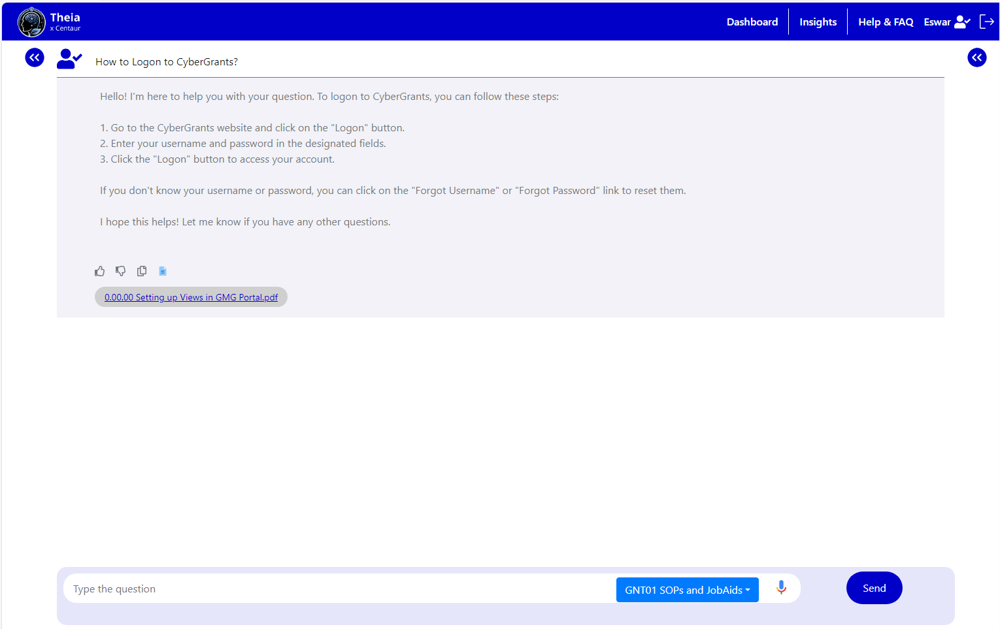 Theia
x Centaur
Dashboard
Insights
Help & FAQ
Eswar
How to Logon to CyberGrants?
Hello! I'm here to help you with your question. To logon to CyberGrants, you can follow these steps:
1. Go to the CyberGrants website and click on the "Logon" button.
2. Enter your username and password in the designated fields.
3. Click the "Logon" button to access your account.
If you don't know your username or password, you can click on the "Forgot Username" or "Forgot Password" link to reset them.
I hope this helps! Let me know if you have any other questions.
0.00.00 Setting up Views in GMG Portal.pdf
Type the question
GNT01 SOPs and JobAids
Send